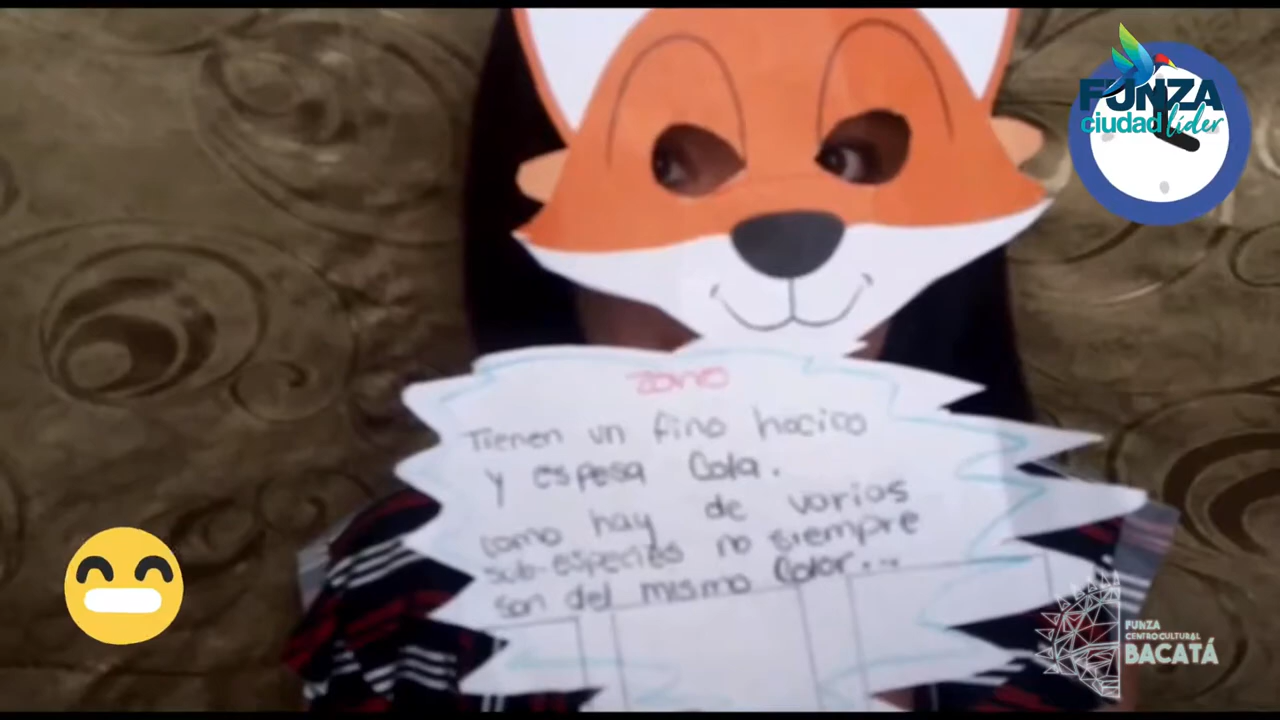 FUNZA
ciudad líder
zorro
Tienen un fino hocico
y espesa Cola.
como hay de varias
sub-especies no siempre
son del mismo Color...
FUNZA
CENTRO CULTURAL
BACATÁ